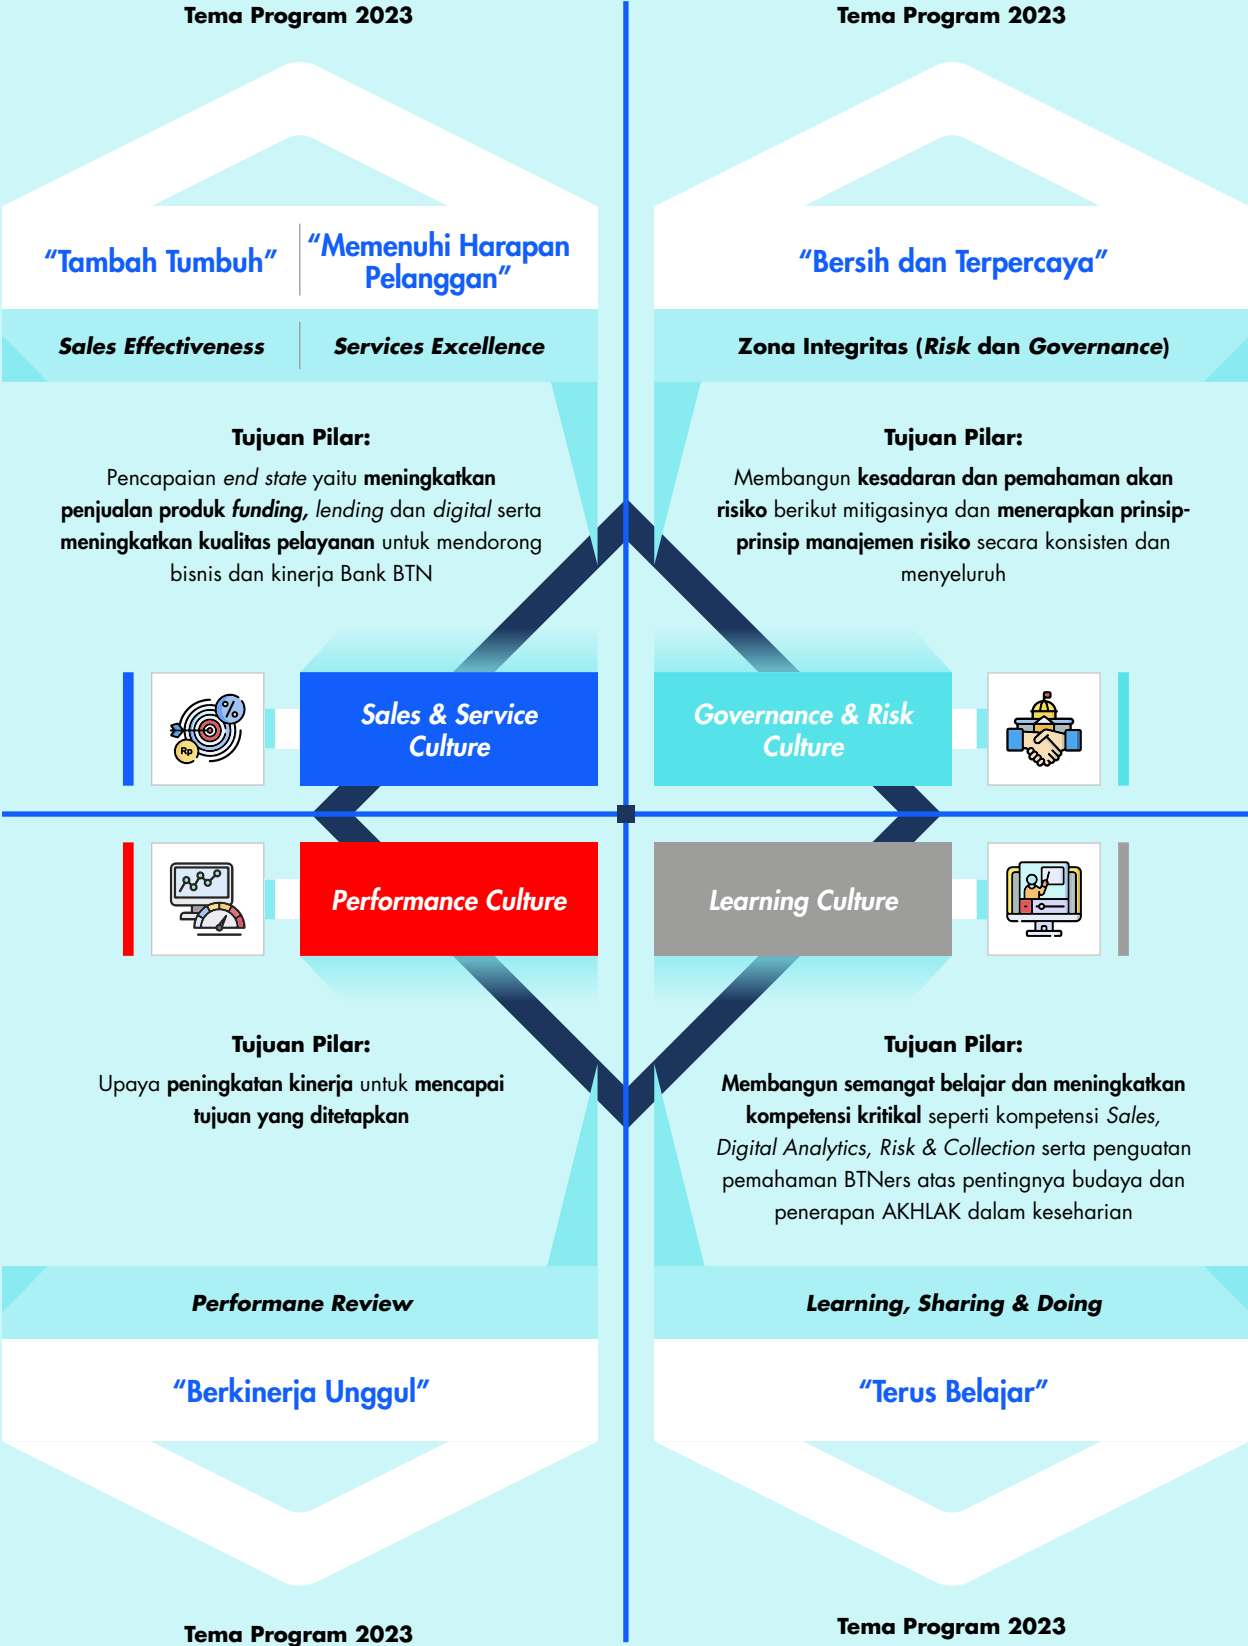 Tema Program 2023
“Tambah Tumbuh”
“Memenuhi Harapan
Pelanggan”
Sales Effectiveness
Services Excellence
Tujuan Pilar:
Pencapaian end state yaitu meningkatkan
penjualan produk funding, lending dan digital serta
meningkatkan kualitas pelayanan untuk mendorong
bisnis dan kinerja Bank BTN
%
Rp
Sales & Service
Culture
Tema Program 2023
“Bersih dan Terpercaya”
Zona Integritas (Risk dan Governance)
Tujuan Pilar:
Membangun kesadaran dan pemahaman akan
risiko berikut mitigasinya dan menerapkan prinsip-
prinsip manajemen risiko secara konsisten dan
menyeluruh
Governance & Risk
Culture
Performance Culture
Tujuan Pilar:
Upaya peningkatan kinerja untuk mencapai
tujuan yang ditetapkan
Performane Review
“Berkinerja Unggul”
Tema Program 2023
Learning Culture
Tujuan Pilar:
Membangun semangat belajar dan meningkatkan
kompetensi kritikal seperti kompetensi Sales,
Digital Analytics, Risk & Collection serta penguatan
pemahaman BTNers atas pentingnya budaya dan
penerapan AKHLAK dalam keseharian
Learning, Sharing & Doing
“Terus Belajar”
Tema Program 2023